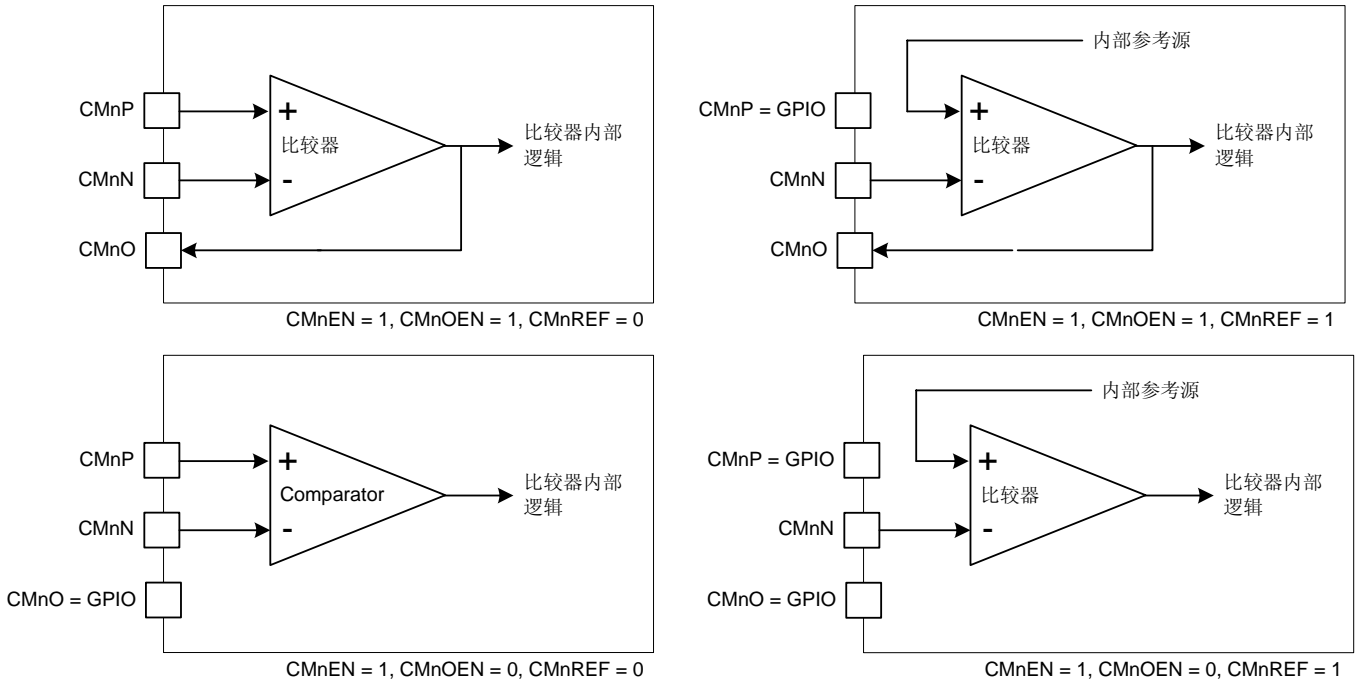 CMnP
+
比较器
CMnN
-
CMnO
比较器内部
逻辑
CMnEN = 1, CMnOEN = 1, CMnREF = 0
内部参考源
CMnP = GPIO
+
比较器
CMnN
-
CMnO
比较器内部
逻辑
CMnEN = 1, CMnOEN = 1, CMnREF = 1
CMnP
+
Comparator
CMnN
-
CMnO = GPIO
比较器内部
逻辑
CMnEN = 1, CMnOEN = 0, CMnREF = 0
内部参考源
CMnP = GPIO
+
比较器
CMnN
-
CMnO = GPIO
比较器内部
逻辑
CMnEN = 1, CMnOEN = 0, CMnREF = 1